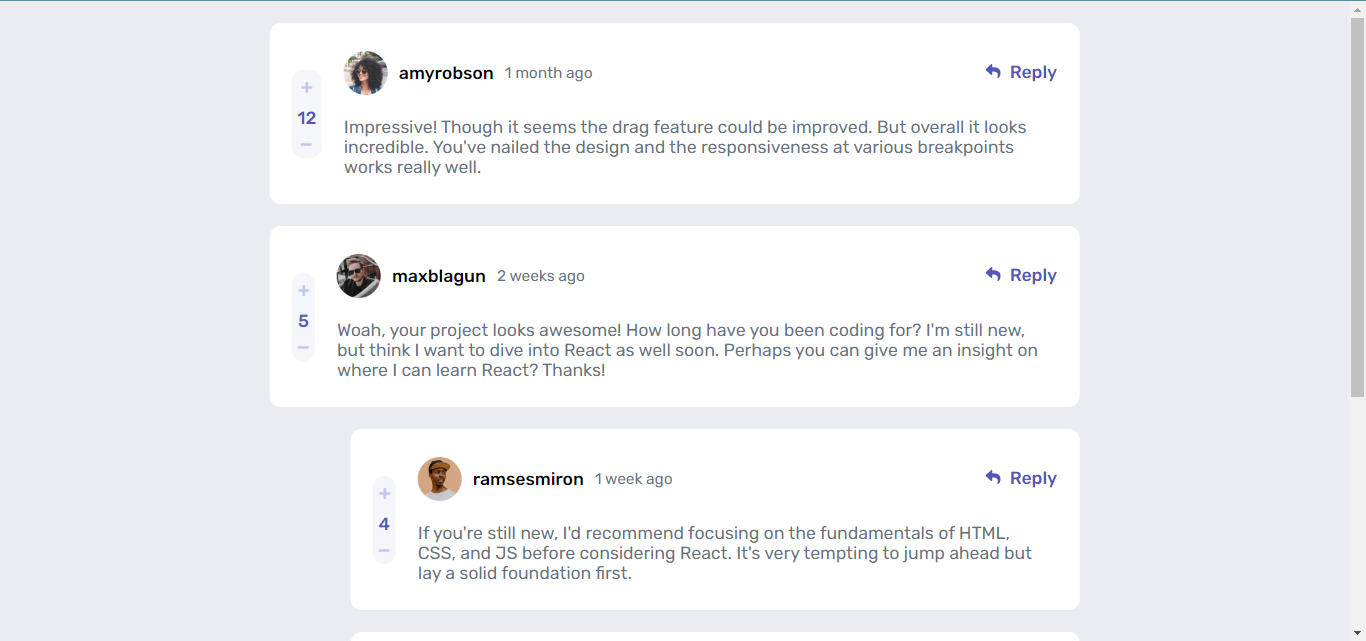 amyrobson 1 month ago Reply
+
12
−
Impressive! Though it seems the drag feature could be improved. But overall it looks
incredible. You've nailed the design and the responsiveness at various breakpoints
works really well.
maxblagun 2 weeks ago Reply
+
5
−
Woah, your project looks awesome! How long have you been coding for? I'm still new,
but think I want to dive into React as well soon. Perhaps you can give me an insight on
where I can learn React? Thanks!
ramsesmiron 1 week ago Reply
+
4
−
If you're still new, I'd recommend focusing on the fundamentals of HTML,
CSS, and JS before considering React. It's very tempting to jump ahead but
lay a solid foundation first.